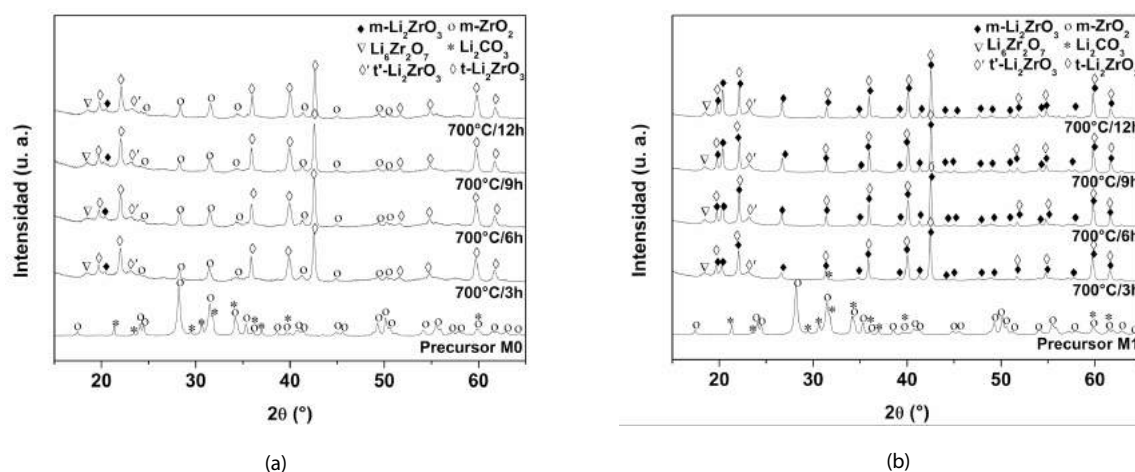 ◆ m-Li₂ZrO₃ ○ m-ZrO₂
▽ Li₆Zr₂O₇ * Li₂CO₃
◊' t'-Li₂ZrO₃ ◊ t-Li₂ZrO₃
Intensidad (u. a.)
700°C/12h
700°C/9h
700°C/6h
700°C/3h
Precursor M0
20 30 40 50 60
2θ (°)
(a)
◆ m-Li₂ZrO₃ ○ m-ZrO₂
▽ Li₆Zr₂O₇ * Li₂CO₃
◊' t'-Li₂ZrO₃ ◊ t-Li₂ZrO₃
Intensidad (u. a.)
700°C/12h
700°C/9h
700°C/6h
700°C/3h
Precursor M1
20 30 40 50 60
2θ (°)
(b)